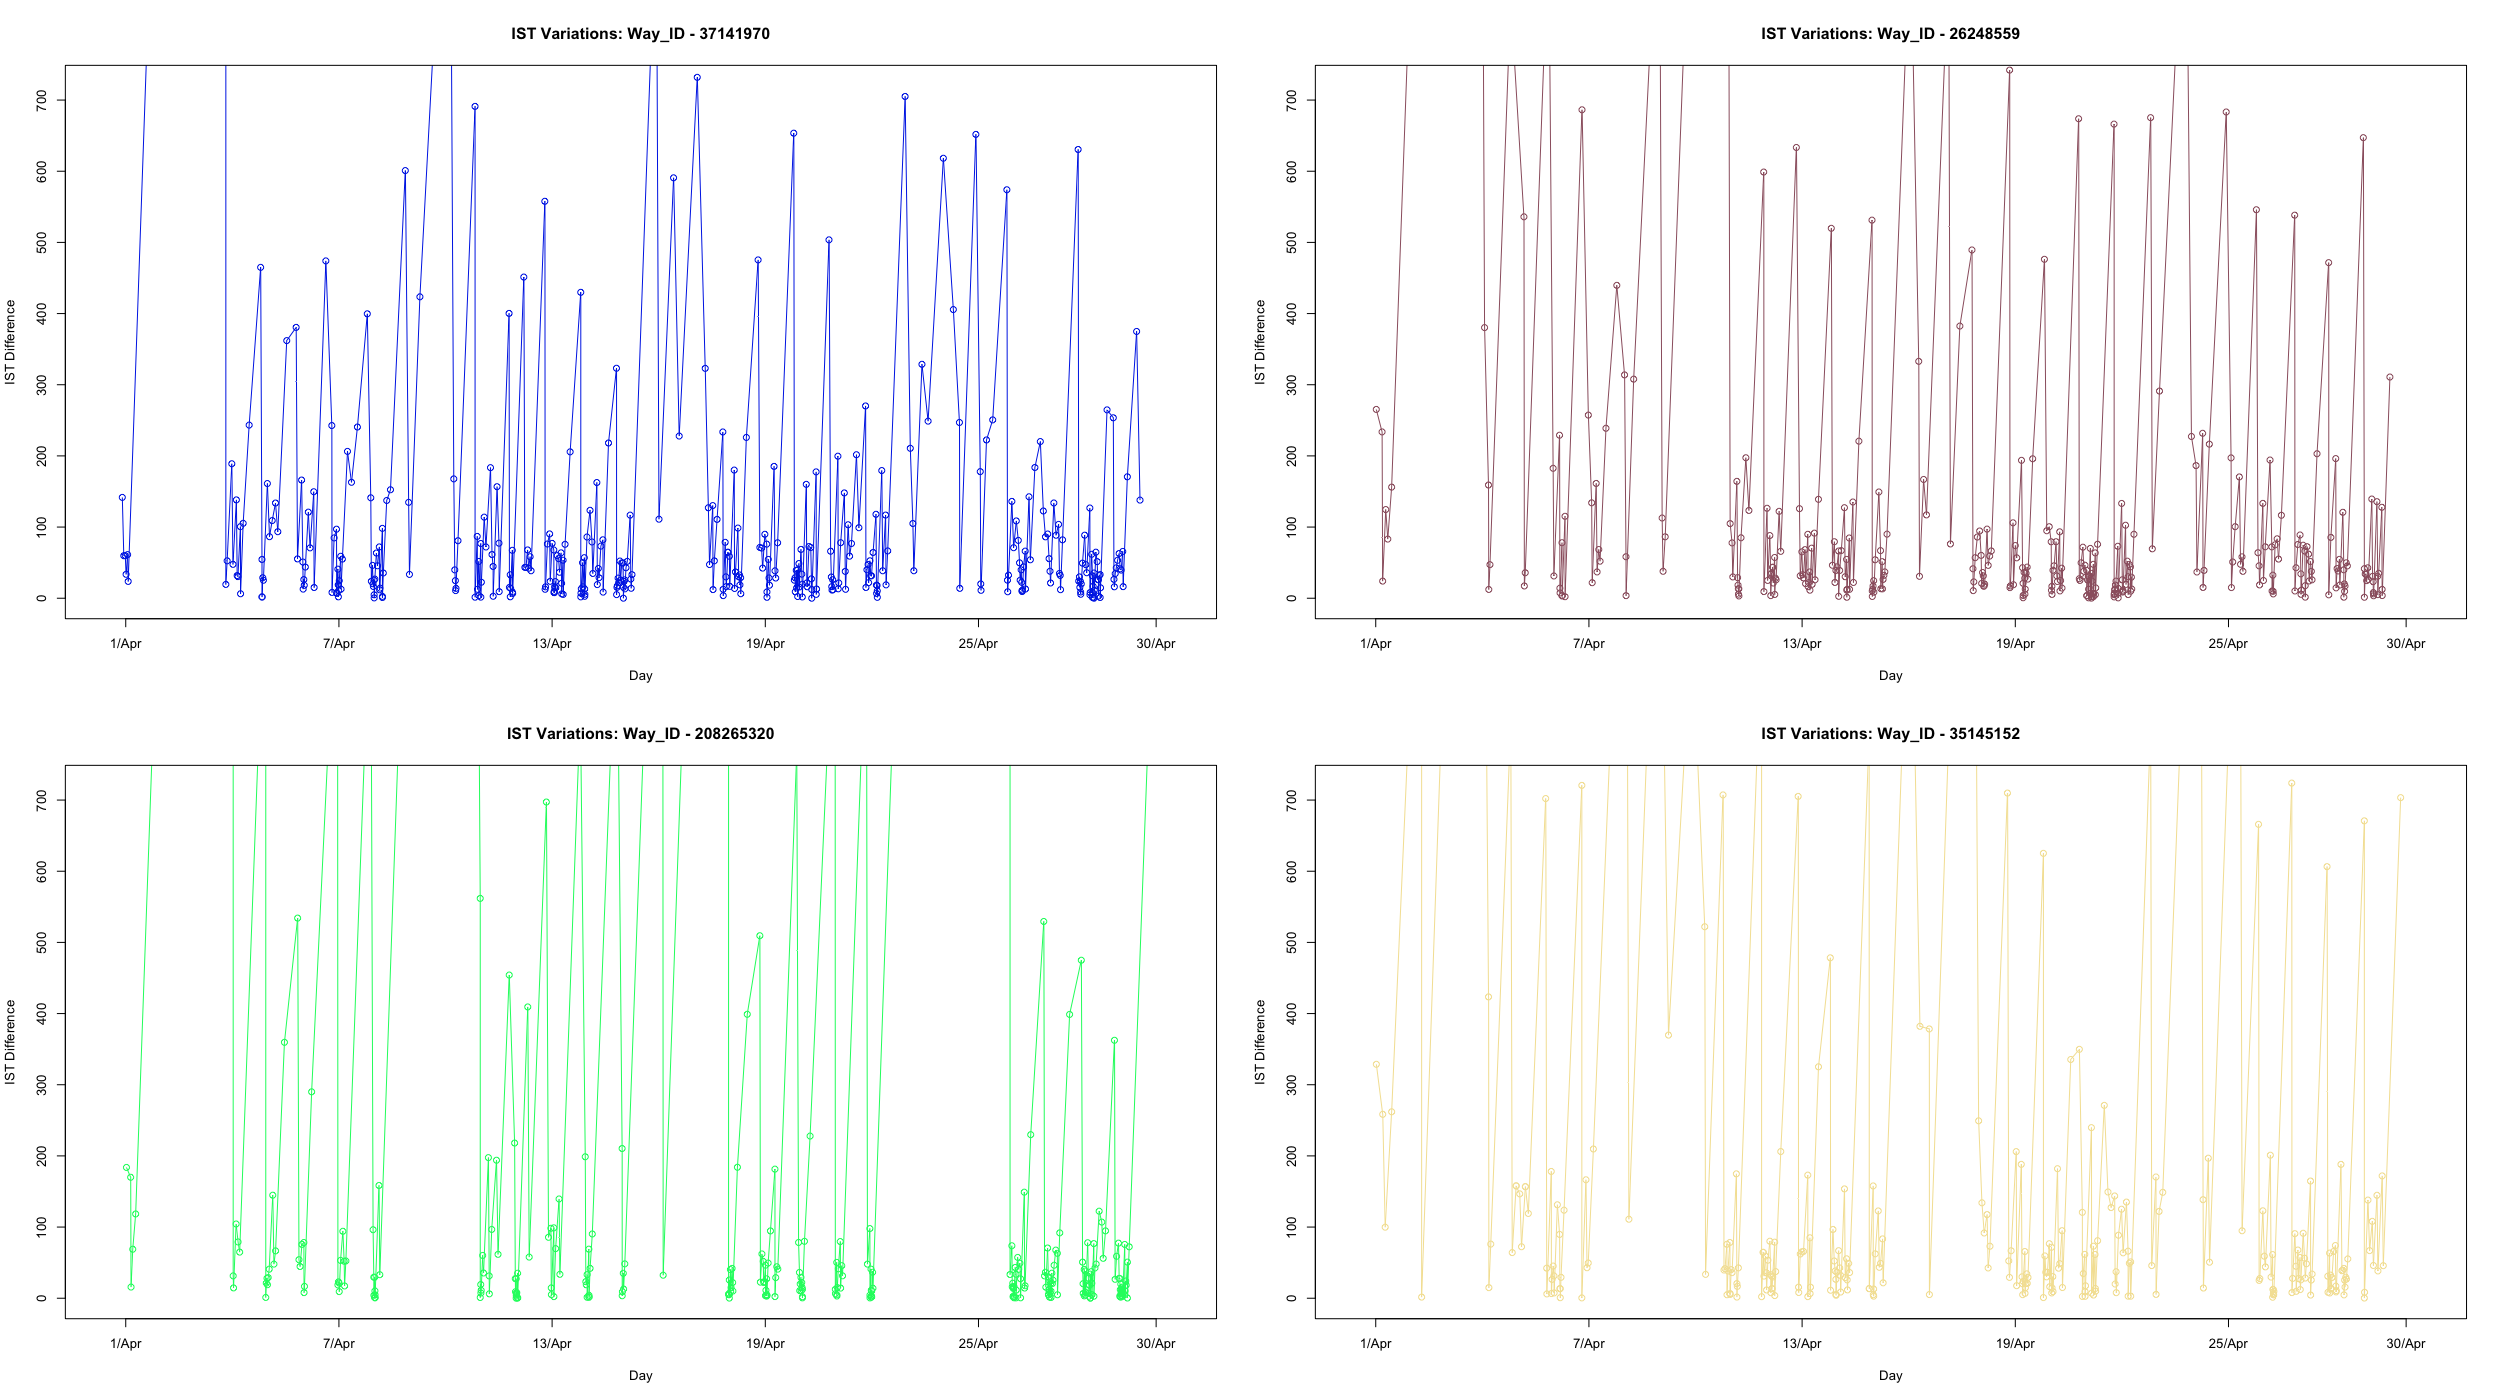 IST Variations: Way_ID - 37141970
IST Difference
700
600
500
400
300
200
100
0
1/Apr 7/Apr 13/Apr 19/Apr 25/Apr 30/Apr
Day
IST Variations: Way_ID - 26248559
IST Difference
700
600
500
400
300
200
100
0
1/Apr 7/Apr 13/Apr 19/Apr 25/Apr 30/Apr
Day
IST Variations: Way_ID - 208265320
IST Difference
700
600
500
400
300
200
100
0
1/Apr 7/Apr 13/Apr 19/Apr 25/Apr 30/Apr
Day
IST Variations: Way_ID - 35145152
IST Difference
700
600
500
400
300
200
100
0
1/Apr 7/Apr 13/Apr 19/Apr 25/Apr 30/Apr
Day